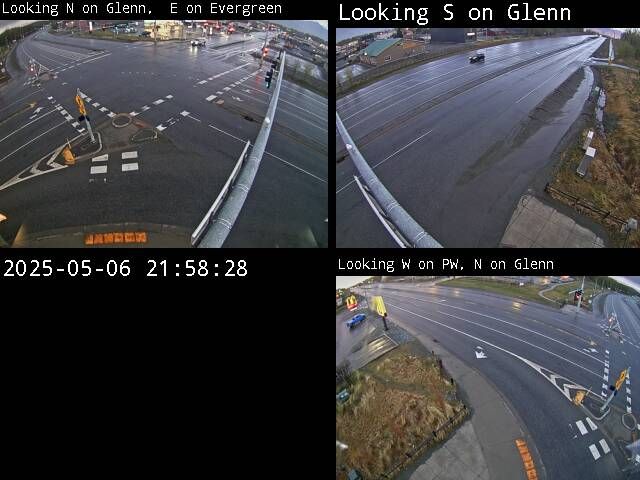 Looking N on Glenn,  E on Evergreen
Looking S on Glenn
2025-05-06 21:58:28
Looking W on PW, N on Glenn